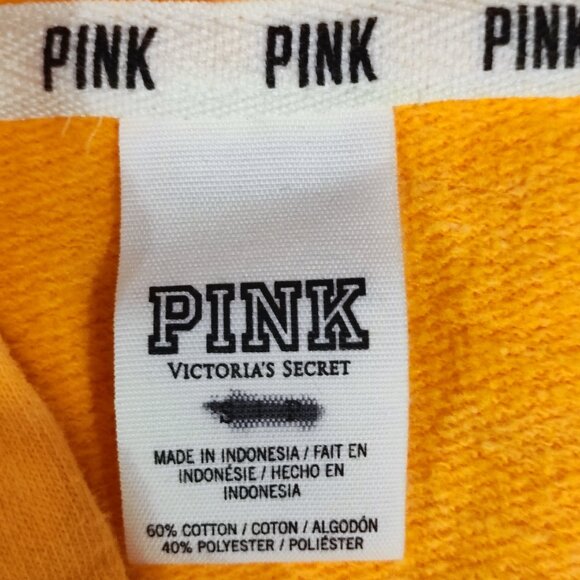 PINK PINK PINK
PINK
VICTORIA'S SECRET
MADE IN INDONESIA / FAIT EN
INDONÉSIE / HECHO EN
INDONESIA
60% COTTON / COTON / ALGODÓN
40% POLYESTER / POLIÉSTER